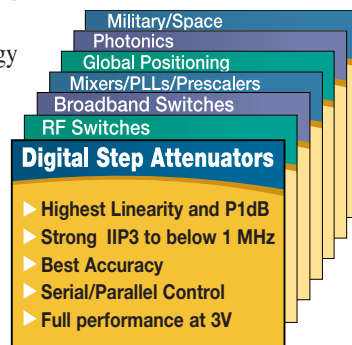 gy
Military/Space
Photonics
Global Positioning
Mixers/PLLs/Prescalers
Broadband Switches
RF Switches
Digital Step Attenuators
Highest Linearity and P1dB
Strong IIP3 to below 1 MHz
Best Accuracy
Serial/Parallel Control
Full performance at 3V